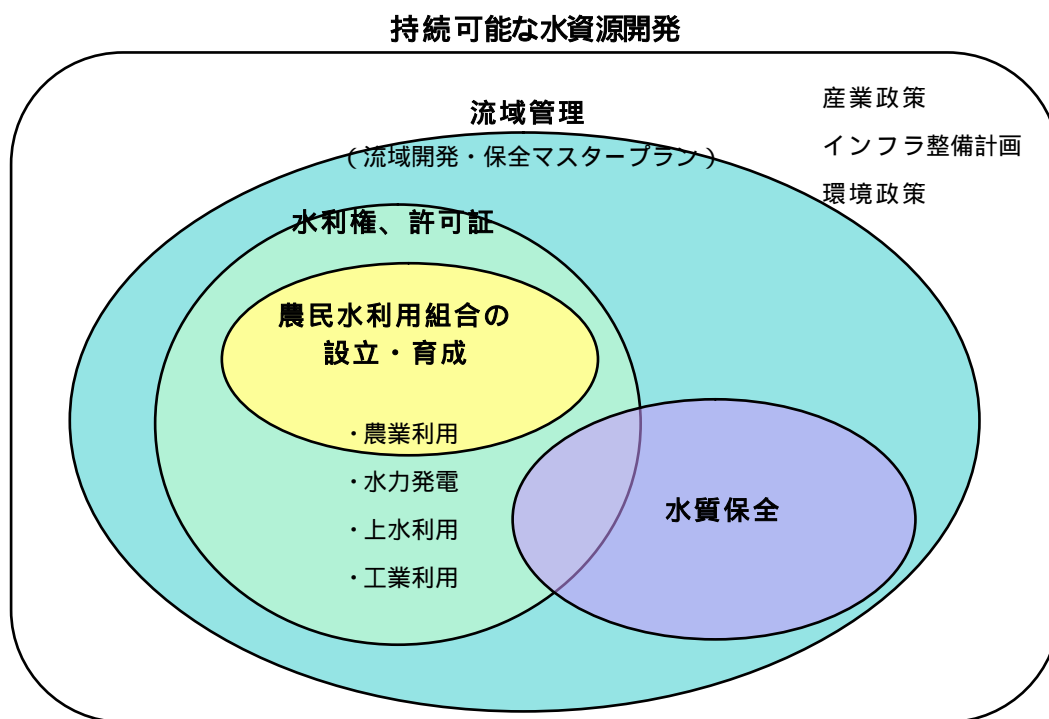 持続可能な水資源開発
産業政策
流域管理
インフラ整備計画
(流域開発・保全マスタープラン)
環境政策
水利権、許可証
農民水利用組合の
設立・育成
・農業利用
・水力発電
水質保全
・上水利用
・工業利用